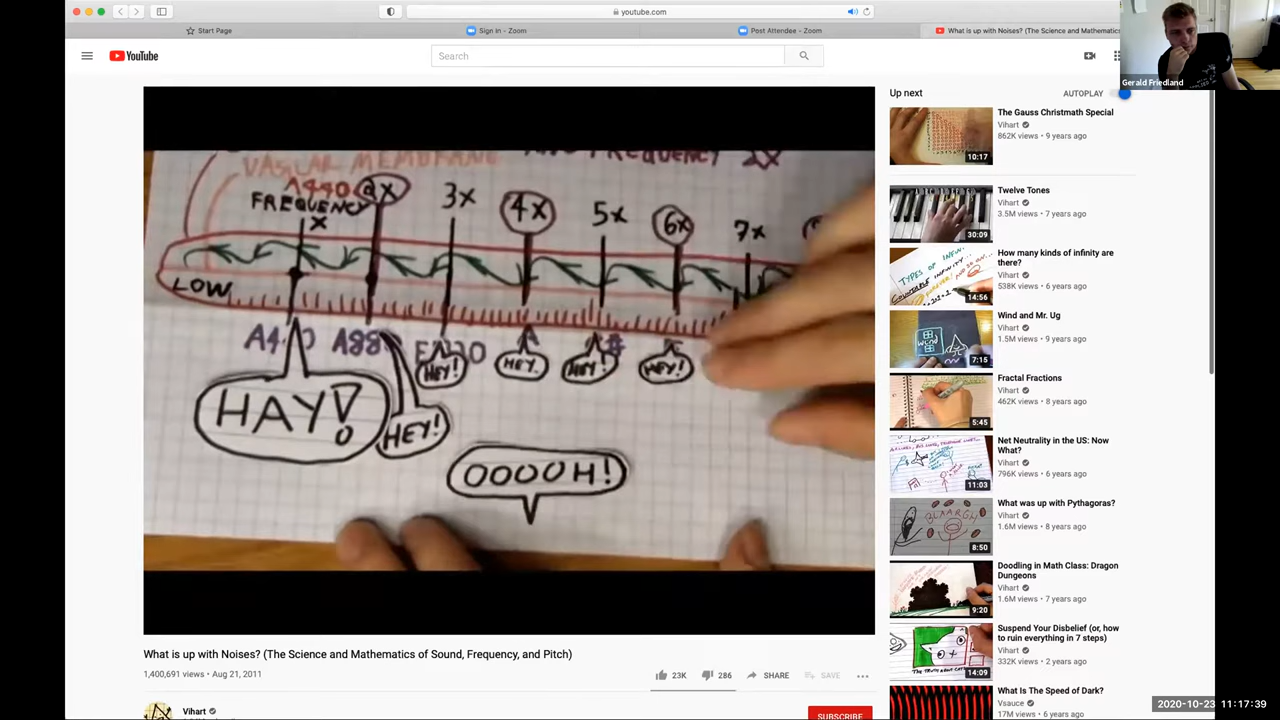 youtube.com
Start Page
Sign In - Zoom
Post Attendee - Zoom
What is up with Noises? (The Science and Mathematics
Gerald Friedland
YouTube
Search
Up next
AUTOPLAY
FREQUENCY 2X
A440
FREQUENCY
X
2X
3X
4X
5X
6X
7X
LOW
HAY!
HEY!
HEY!
HEY!
HEY!
HEY!
OOOOH!
The Gauss Christmath Special
Vihart
862K views • 9 years ago
10:17
Twelve Tones
Vihart
3.5M views • 7 years ago
30:09
How many kinds of infinity are
there?
Vihart
538K views • 6 years ago
14:56
Wind and Mr. Ug
Vihart
1.5M views • 9 years ago
7:15
Fractal Fractions
Vihart
462K views • 8 years ago
5:45
Net Neutrality in the US: Now
What?
Vihart
796K views • 6 years ago
11:03
What was up with Pythagoras?
Vihart
1.6M views • 8 years ago
8:50
Doodling in Math Class: Dragon
Dungeons
Vihart
1.6M views • 7 years ago
9:20
Suspend Your Disbelief (or, how
to ruin everything in 7 steps)
Vihart
332K views • 2 years ago
14:09
What Is The Speed of Dark?
Vsauce
17M views • 6 years ago
What is up with Noises? (The Science and Mathematics of Sound, Frequency, and Pitch)
1,400,691 views • Aug 21, 2011
23K
286
SHARE
SAVE
Vihart
SUBSCRIBE
2020-10-23 11:17:39